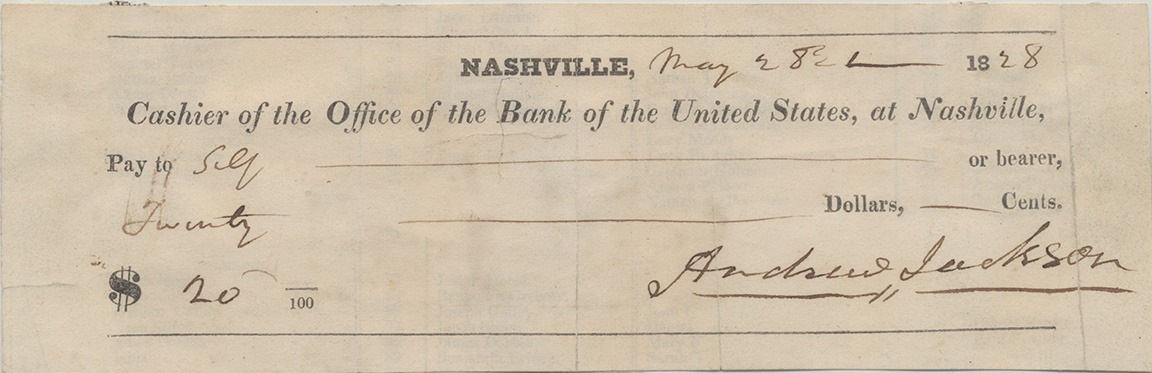 NASHVILLE, May 28th 1828
Cashier of the Office of the Bank of the United States, at Nashville,
Pay to Self or bearer,
Twenty Dollars, Cents.
$ 20 /100 Andrew Jackson